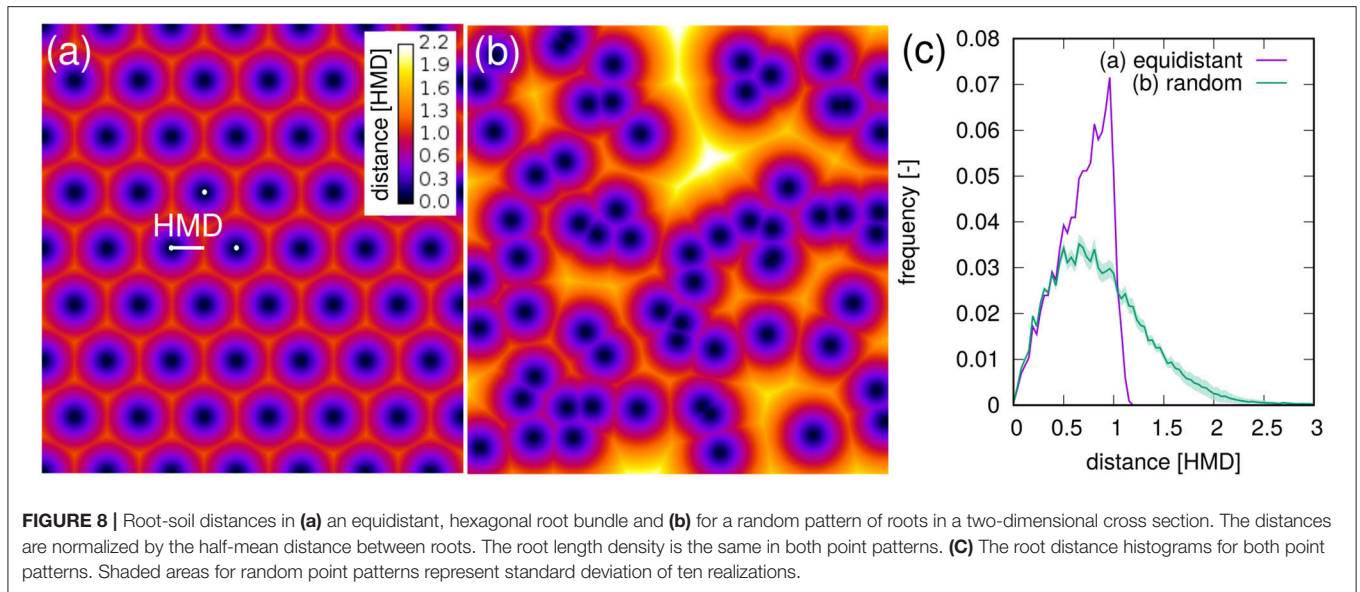 (a)
distance [HMD]
2.2
1.9
1.6
1.3
1.0
0.6
0.3
0.0
HMD
(b)
(c)
frequency [-]
0.08
0.07
0.06
0.05
0.04
0.03
0.02
0.01
0
(a) equidistant
(b) random
0 0.5 1 1.5 2 2.5 3
distance [HMD]
FIGURE 8 | Root-soil distances in (a) an equidistant, hexagonal root bundle and (b) for a random pattern of roots in a two-dimensional cross section. The distances
are normalized by the half-mean distance between roots. The root length density is the same in both point patterns. (C) The root distance histograms for both point
patterns. Shaded areas for random point patterns represent standard deviation of ten realizations.